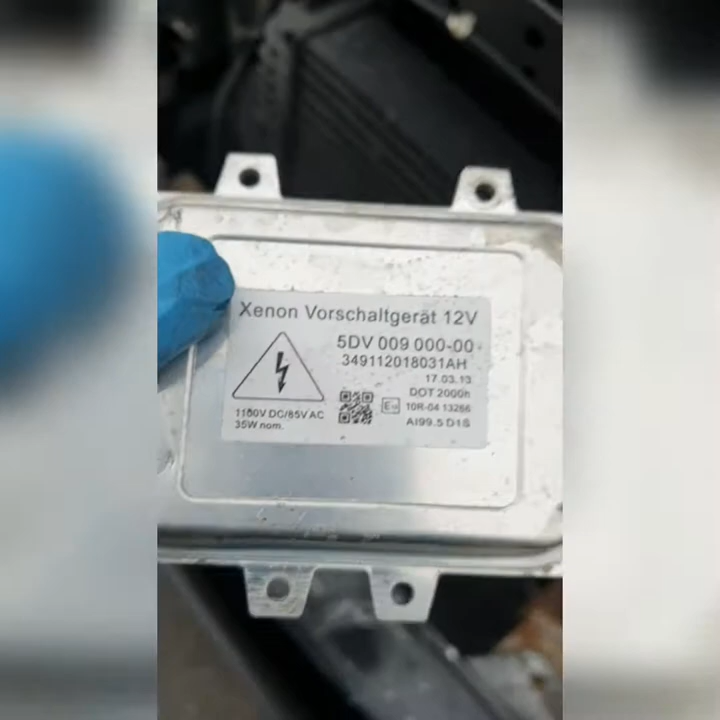 Xenon Vorschaltgerät 12V
5DV 009 000-00
349112018031AH
17.03.13
DOT 2000h
10R-04 13266
1100V DC/85V AC
35W nom.
AI99.5 D1S